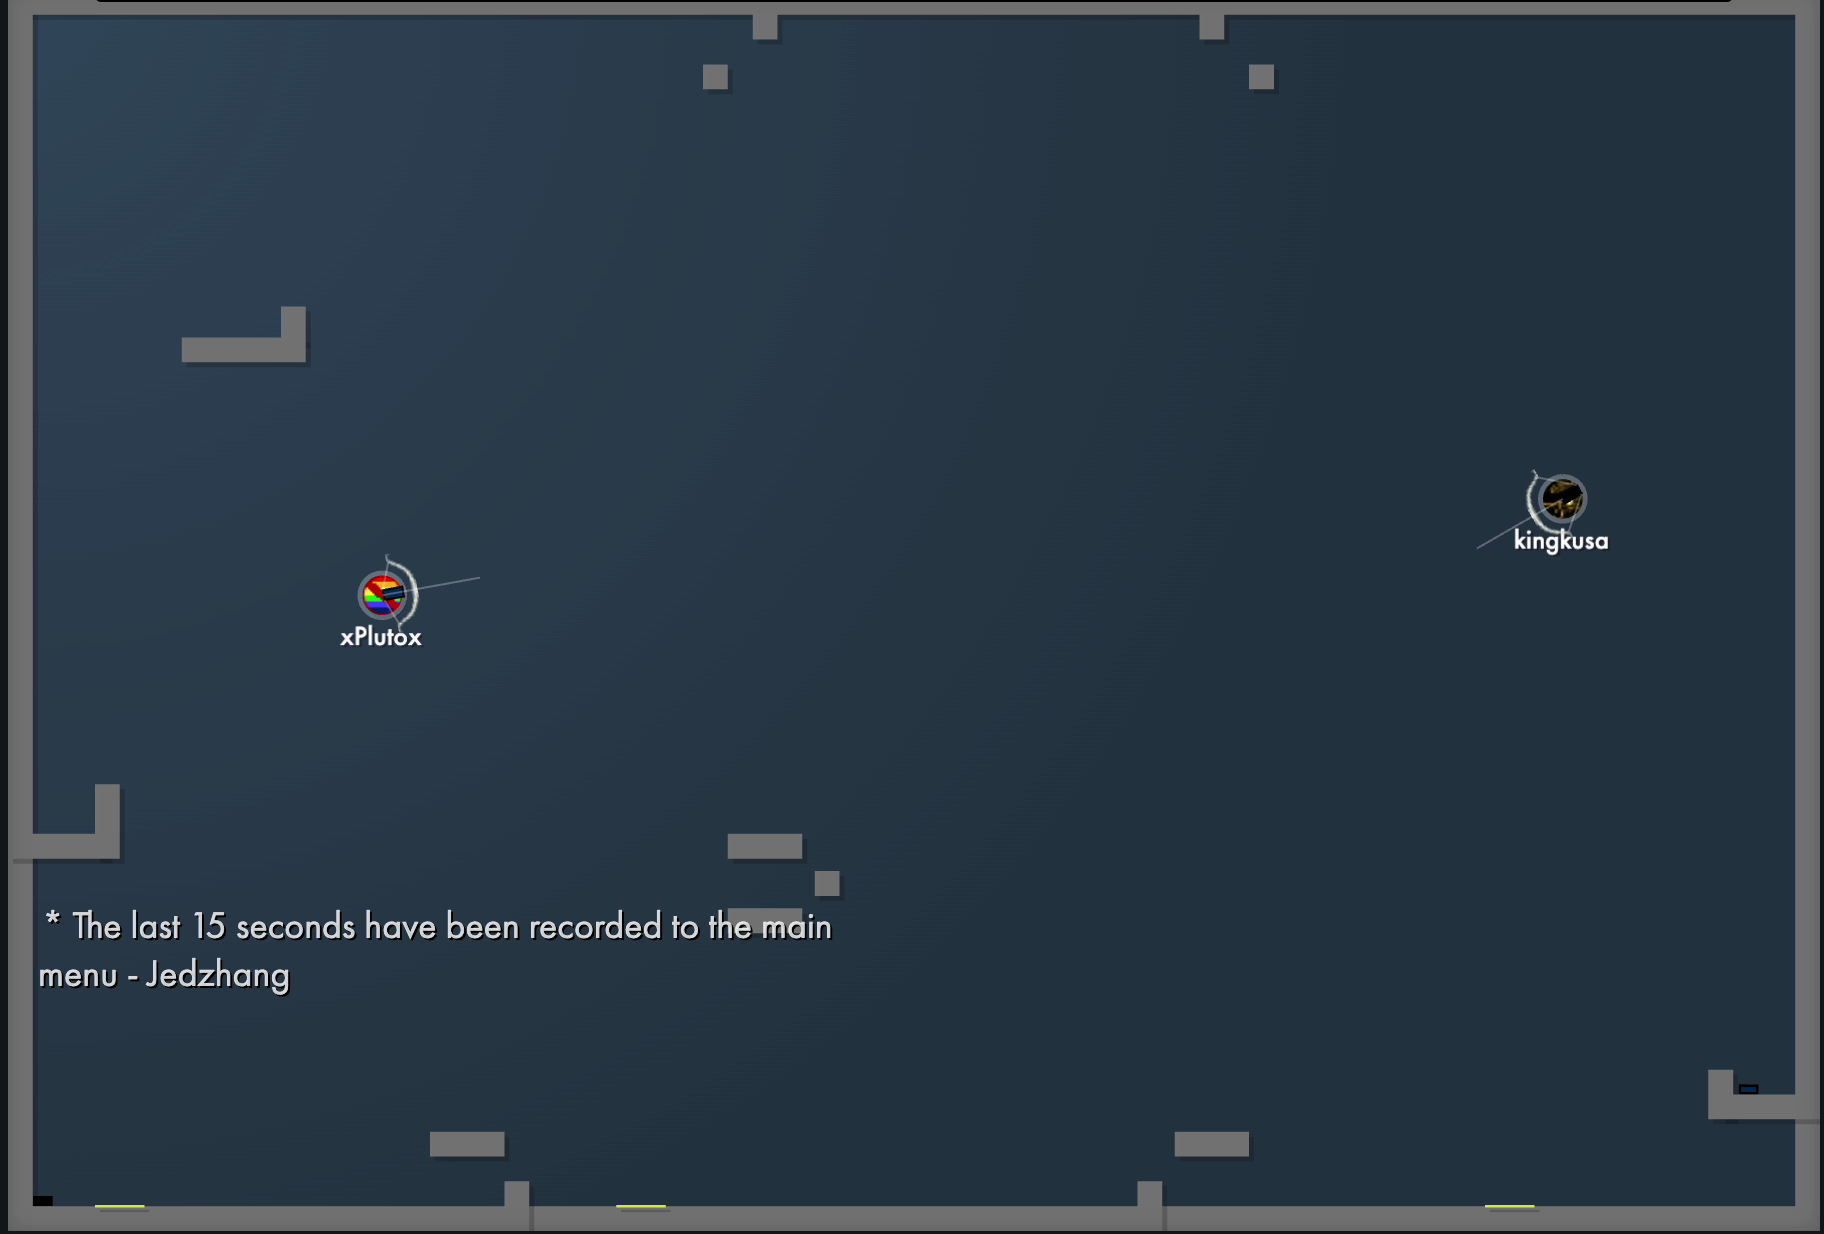 kingkusa
xPlutox
* The last 15 seconds have been recorded to the main
menu - Jedzhang